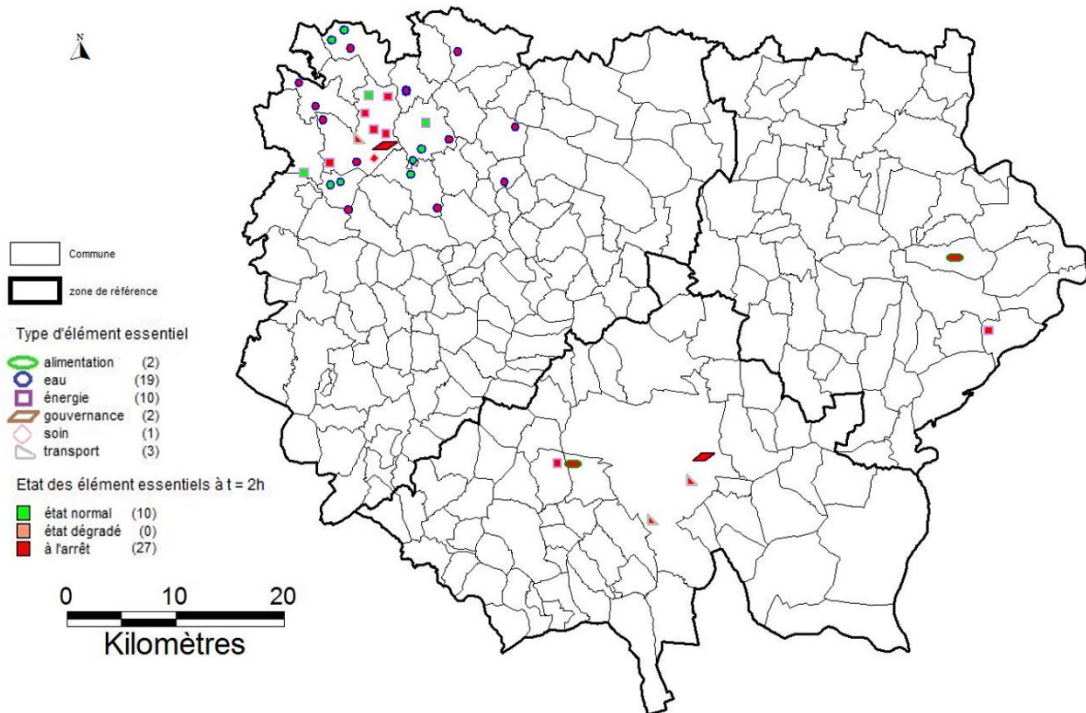 N
Commune
zone de référence
Type d'élément essentiel
alimentation (2)
eau (19)
énergie (10)
gouvernance (2)
soin (1)
transport (3)
Etat des élément essentiels à t = 2h
état normal (10)
état dégradé (0)
à l'arrêt (27)
0 10 20
Kilomètres